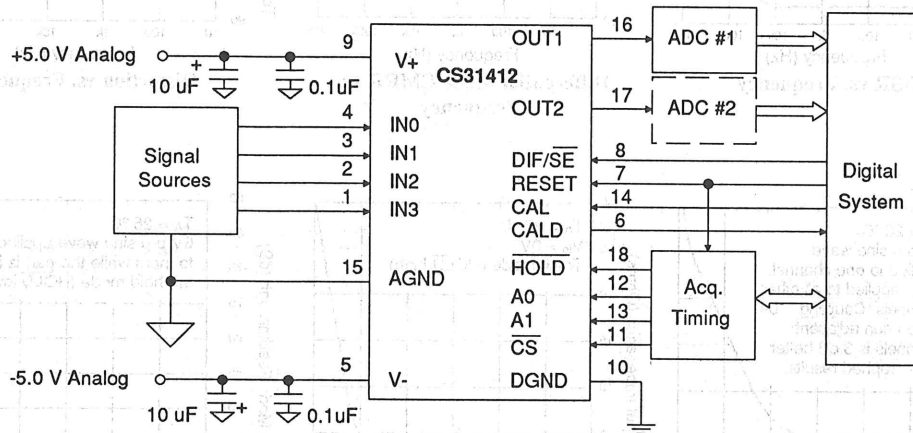 +5.0 V Analog
+
10 uF
0.1uF
9
V+
CS31412
OUT1
16
ADC #1
OUT2
17
ADC #2
Signal
Sources
4
IN0
3
IN1
2
IN2
1
IN3
DIF/SE
8
RESET
7
CAL
14
CALD
6
Digital
System
15
AGND
HOLD
18
A0
12
A1
13
CS
11
Acq.
Timing
-5.0 V Analog
5
V-
DGND
10
10 uF
+
0.1uF